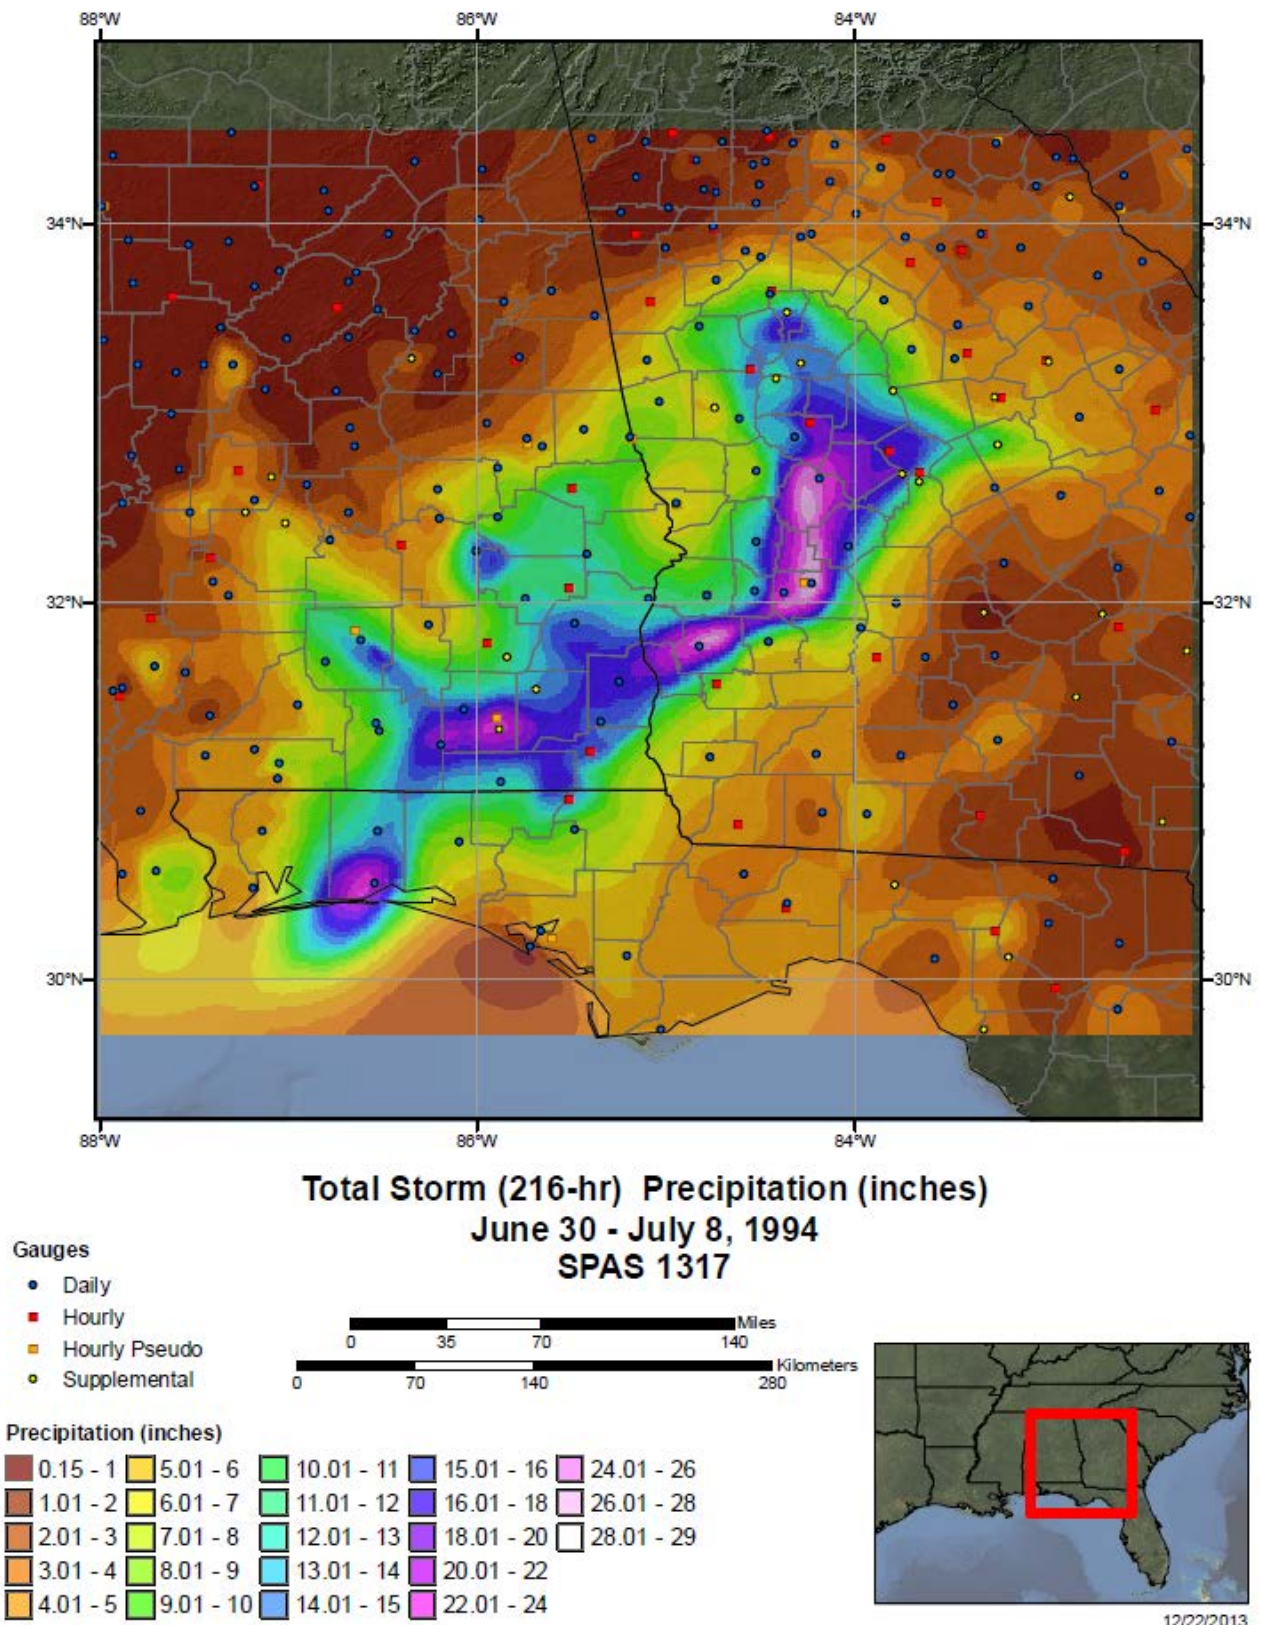 88°W 86°W 84°W
34°N 34°N
32°N 32°N
30°N 30°N
88°W 86°W 84°W
Total Storm (216-hr) Precipitation (inches)
June 30 - July 8, 1994
SPAS 1317
Gauges
Daily
Hourly
Hourly Pseudo
Supplemental
Miles
0 35 70 140
Kilometers
0 70 140 280
Precipitation (inches)
0.15 - 1 5.01 - 6 10.01 - 11 15.01 - 16 24.01 - 26
1.01 - 2 6.01 - 7 11.01 - 12 16.01 - 18 26.01 - 28
2.01 - 3 7.01 - 8 12.01 - 13 18.01 - 20 28.01 - 29
3.01 - 4 8.01 - 9 13.01 - 14 20.01 - 22
4.01 - 5 9.01 - 10 14.01 - 15 22.01 - 24
12/22/2013